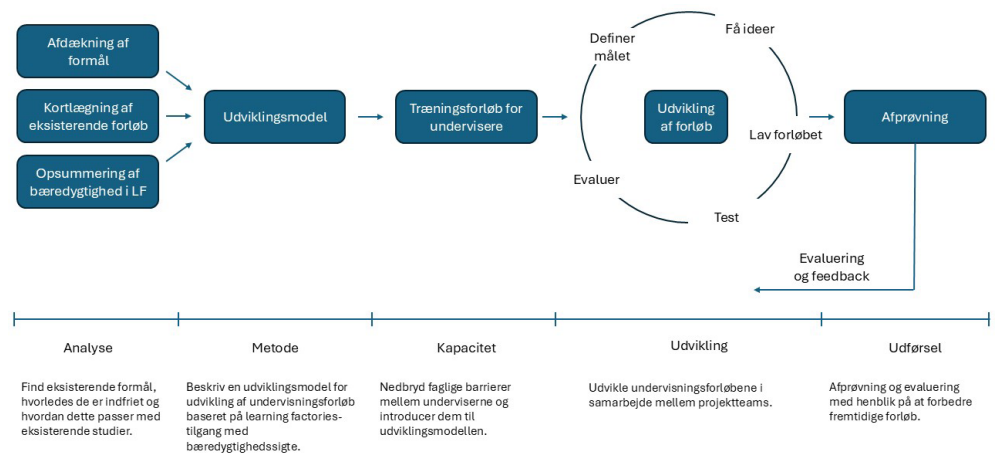 Afdækning af
formål
Kortlægning af
eksisterende forløb
Opsummering af
bæredygtighed i LF
Udviklingsmodel
Træningsforløb for
undervisere
Definer
målet
Få ideer
Udvikling
af forløb
Lav forløbet
Evaluer
Test
Afprøvning
Evaluering
og feedback
Analyse
Find eksisterende formål,
hvorledes de er indfriet og
hvordan dette passer med
eksisterende studier.
Metode
Beskriv en udviklingsmodel for
udvikling af undervisningsforløb
baseret på learning factories-
tilgang med
bæredygtighedssigte.
Kapacitet
Nedbryd faglige barrierer
mellem underviserne og
introducer dem til
udviklingsmodellen.
Udvikling
Udvikle undervisningsforløbene i
samarbejde mellem projektteams.
Udførsel
Afprøvning og evaluering
med henblik på at forbedre
fremtidige forløb.